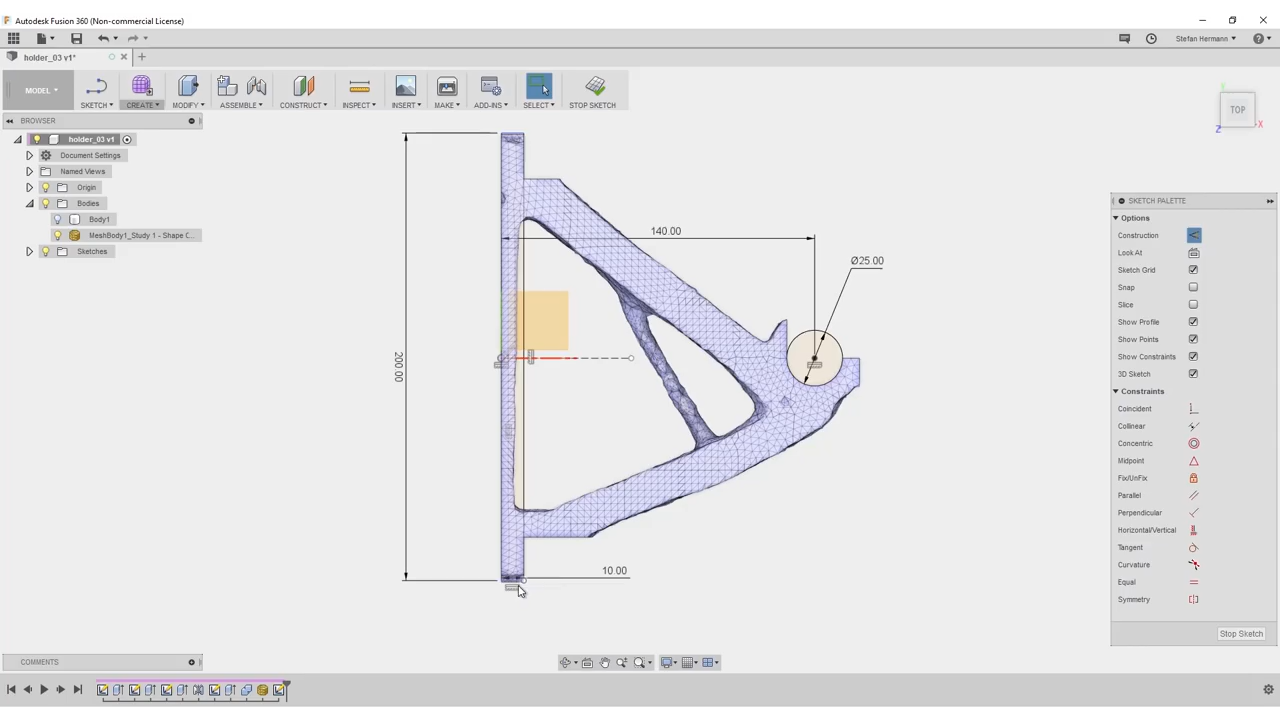 Autodesk Fusion 360 (Non-commercial License)
Stefan Hermann
holder_03 v1*
MODEL
SKETCH
CREATE
MODIFY
ASSEMBLE
CONSTRUCT
INSPECT
INSERT
MAKE
ADD-INS
SELECT
STOP SKETCH
BROWSER
holder_03 v1
Document Settings
Named Views
Origin
Bodies
Body1
MeshBody1_Study 1 - Shape C...
Sketches
TOP
X
Y
Z
140.00
Ø25.00
200.00
10.00
SKETCH PALETTE
Options
Construction
Look At
Sketch Grid
Snap
Slice
Show Profile
Show Points
Show Constraints
3D Sketch
Constraints
Coincident
Collinear
Concentric
Midpoint
Fix/UnFix
Parallel
Perpendicular
Horizontal/Vertical
Tangent
Curvature
Equal
Symmetry
Stop Sketch
COMMENTS